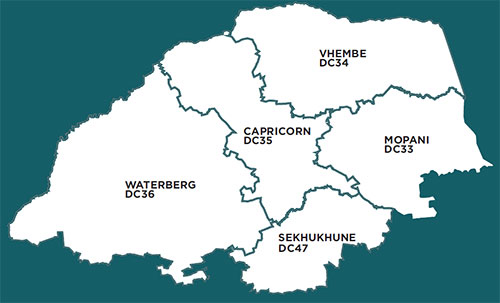 VHEMBE
DC34
CAPRICORN
DC35
MOPANI
DC33
WATERBERG
DC36
SEKHUKHUNE
DC47